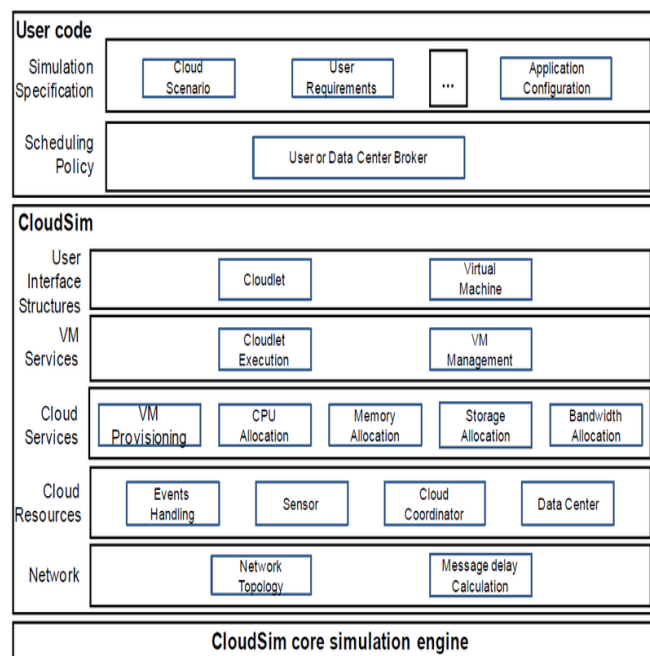 User code
Simulation
Specification
Cloud
Scenario
User
Requirements
...
Application
Configuration
Scheduling
Policy
User or Data Center Broker
CloudSim
User
Interface
Structures
Cloudlet
Virtual
Machine
VM
Services
Cloudlet
Execution
VM
Management
Cloud
Services
VM
Provisioning
CPU
Allocation
Memory
Allocation
Storage
Allocation
Bandwidth
Allocation
Cloud
Resources
Events
Handling
Sensor
Cloud
Coordinator
Data Center
Network
Network
Topology
Message delay
Calculation
CloudSim core simulation engine